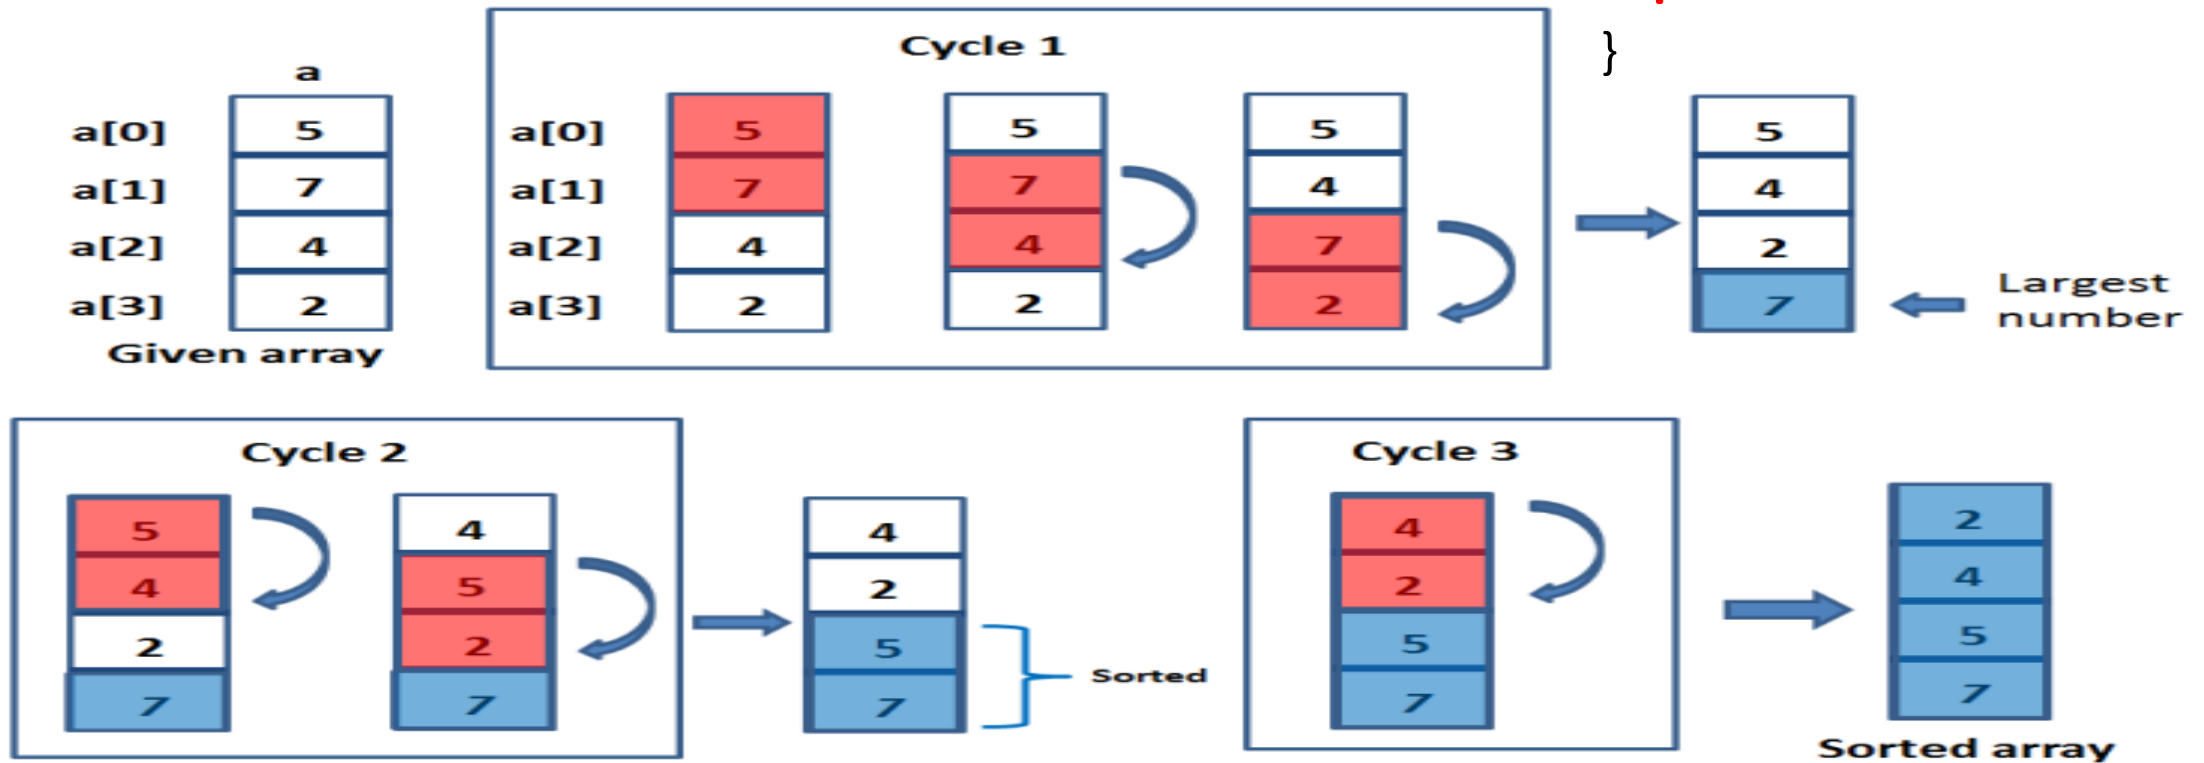 Cycle 1
}
a
a[0] 5
a[1] 7
a[2] 4
a[3] 2
Given array
a[0] 5 5 5
a[1] 7 7 4
a[2] 4 4 7
a[3] 2 2 2
5
4
2
7
Largest
number
Cycle 2
5 4
4 5
2 2
7 7
4
2
5
7
Sorted
Cycle 3
4
2
5
7
2
4
5
7
Sorted array